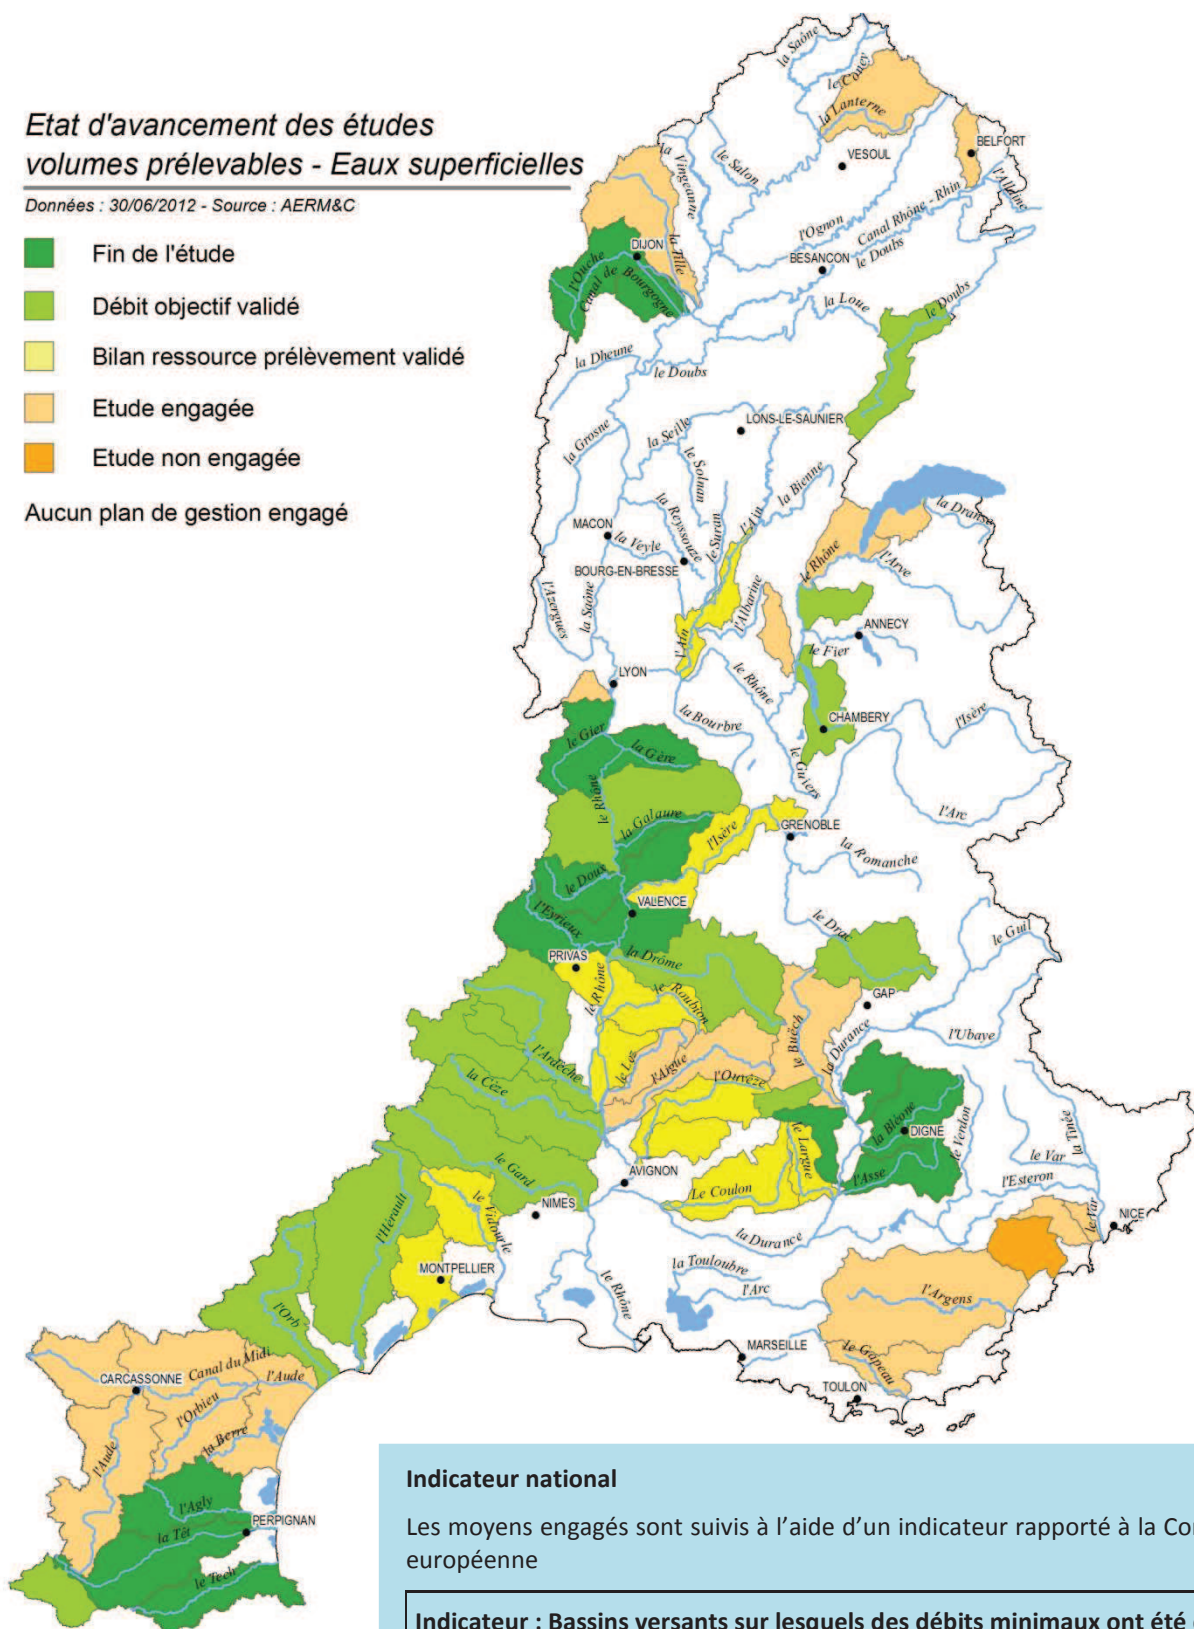 Etat d'avancement des études
volumes prélevables - Eaux superficielles
Données : 30/06/2012 - Source : AERM&C
Fin de l'étude
Débit objectif validé
Bilan ressource prélèvement validé
Etude engagée
Etude non engagée
Aucun plan de gestion engagé
la Saône
le Coney
la Lanterne
VESOUL
BELFORT
l'Allaine
la Vingeanne
le Salon
l'Ognon
Canal Rhône - Rhin
le Doubs
BESANCON
DIJON
la Tille
l'Ouche
Canal de Bourgogne
la Loue
le Doubs
la Dheune
le Doubs
LONS-LE-SAUNIER
la Grosne
la Seille
le Solnan
la Bienne
la Reyssouze
le Suran
l'Ain
MACON
la Veyle
BOURG-EN-BRESSE
la Dranse
le Rhône
l'Arve
l'Azergues
la Saône
l'Albarine
l'Ain
ANNECY
le Fier
LYON
le Rhône
la Bourbre
CHAMBERY
l'Isère
le Gier
la Gère
le Guiers
le Rhône
l'Arc
la Galaure
l'Isère
GRENOBLE
la Romanche
le Doux
VALENCE
l'Eyrieux
le Drac
le Guil
PRIVAS
la Drôme
le Rhône
le Roubion
GAP
le Buëch
la Durance
l'Ubaye
l'Ardèche
le Lez
l'Aigue
la Cèze
l'Ouvèze
la Bléone
DIGNE
le Verdon
la Tinée
le Largue
le Var
le Gard
AVIGNON
Le Coulon
l'Asse
l'Esteron
NIMES
le Var
NICE
l'Hérault
le Vidourle
la Durance
MONTPELLIER
la Touloubre
l'Arc
le Rhône
l'Argens
l'Orb
MARSEILLE
le Gapeau
TOULON
Canal du Midi
CARCASSONNE
l'Aude
l'Orbieu
la Berre
l'Aude
l'Agly
la Têt
PERPIGNAN
le Tech
Indicateur national
Les moyens engagés sont suivis à l'aide d'un indicateur rapporté à la
européenne
Indicateur : Bassins versants sur lesquels des débits minimaux ont été